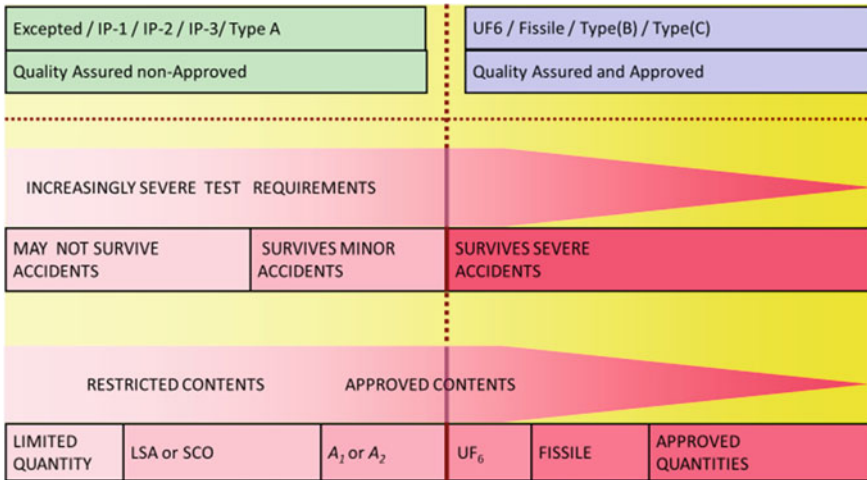 Excepted / IP-1 / IP-2 / IP-3/ Type A
UF6 / Fissile / Type(B) / Type(C)
Quality Assured non-Approved
Quality Assured and Approved
INCREASINGLY SEVERE TEST REQUIREMENTS
MAY NOT SURVIVE
ACCIDENTS
SURVIVES MINOR
ACCIDENTS
SURVIVES SEVERE
ACCIDENTS
RESTRICTED CONTENTS
APPROVED CONTENTS
LIMITED
QUANTITY
LSA or SCO
A₁ or A₂
UF₆
FISSILE
APPROVED
QUANTITIES